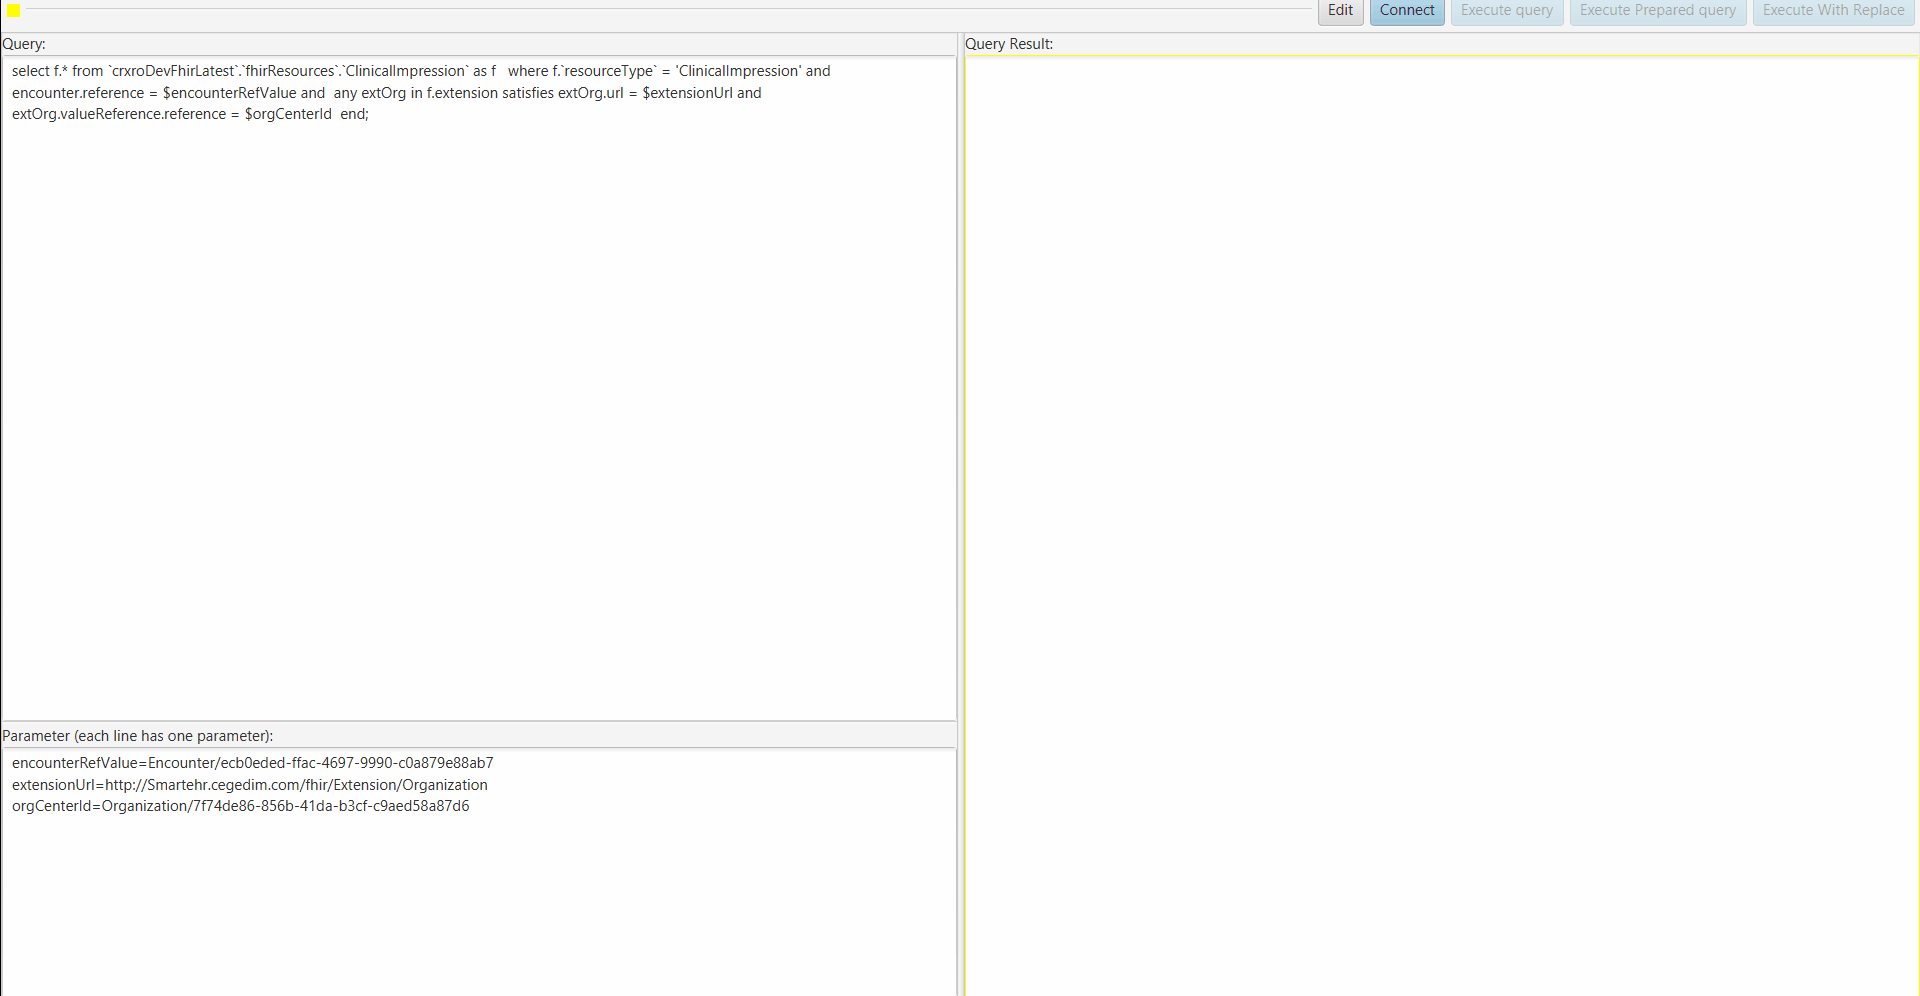 Edit Connect Execute query Execute Prepared query Execute With Replace
Query:
select f.* from `crxroDevFhirLatest`.`fhirResources`.`ClinicalImpression` as f   where f.`resourceType` = 'ClinicalImpression' and
encounter.reference = $encounterRefValue and  any extOrg in f.extension satisfies extOrg.url = $extensionUrl and
extOrg.valueReference.reference = $orgCenterId  end;
Query Result:
Parameter (each line has one parameter):
encounterRefValue=Encounter/ecb0eded-ffac-4697-9990-c0a879e88ab7
extensionUrl=http://Smartehr.cegedim.com/fhir/Extension/Organization
orgCenterId=Organization/7f74de86-856b-41da-b3cf-c9aed58a87d6